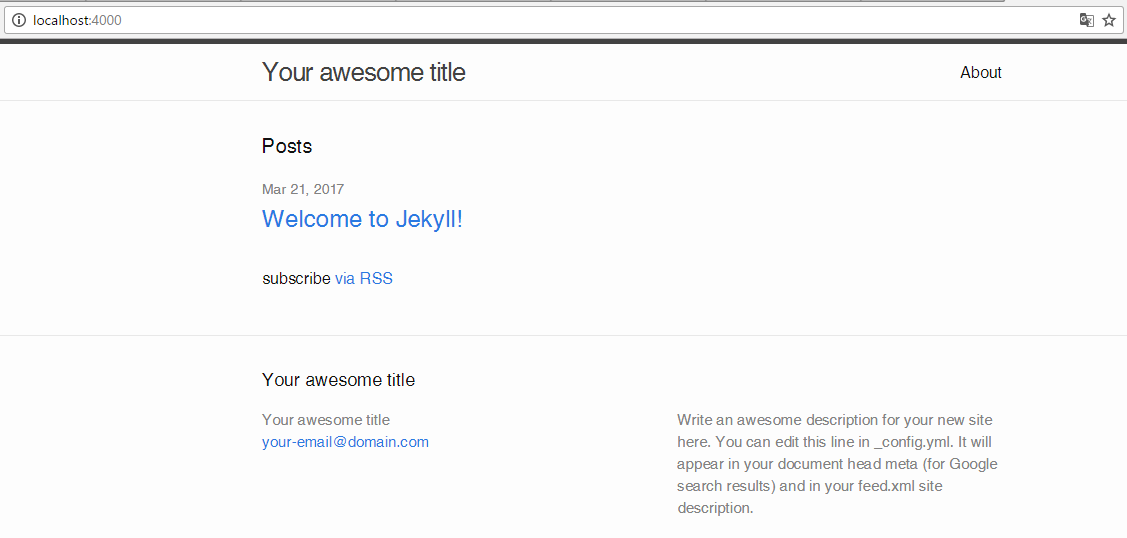 localhost:4000
Your awesome title
About
Posts
Mar 21, 2017
Welcome to Jekyll!
subscribe via RSS
Your awesome title
Your awesome title
your-email@domain.com
Write an awesome description for your new site
here. You can edit this line in _config.yml. It will
appear in your document head meta (for Google
search results) and in your feed.xml site
description.